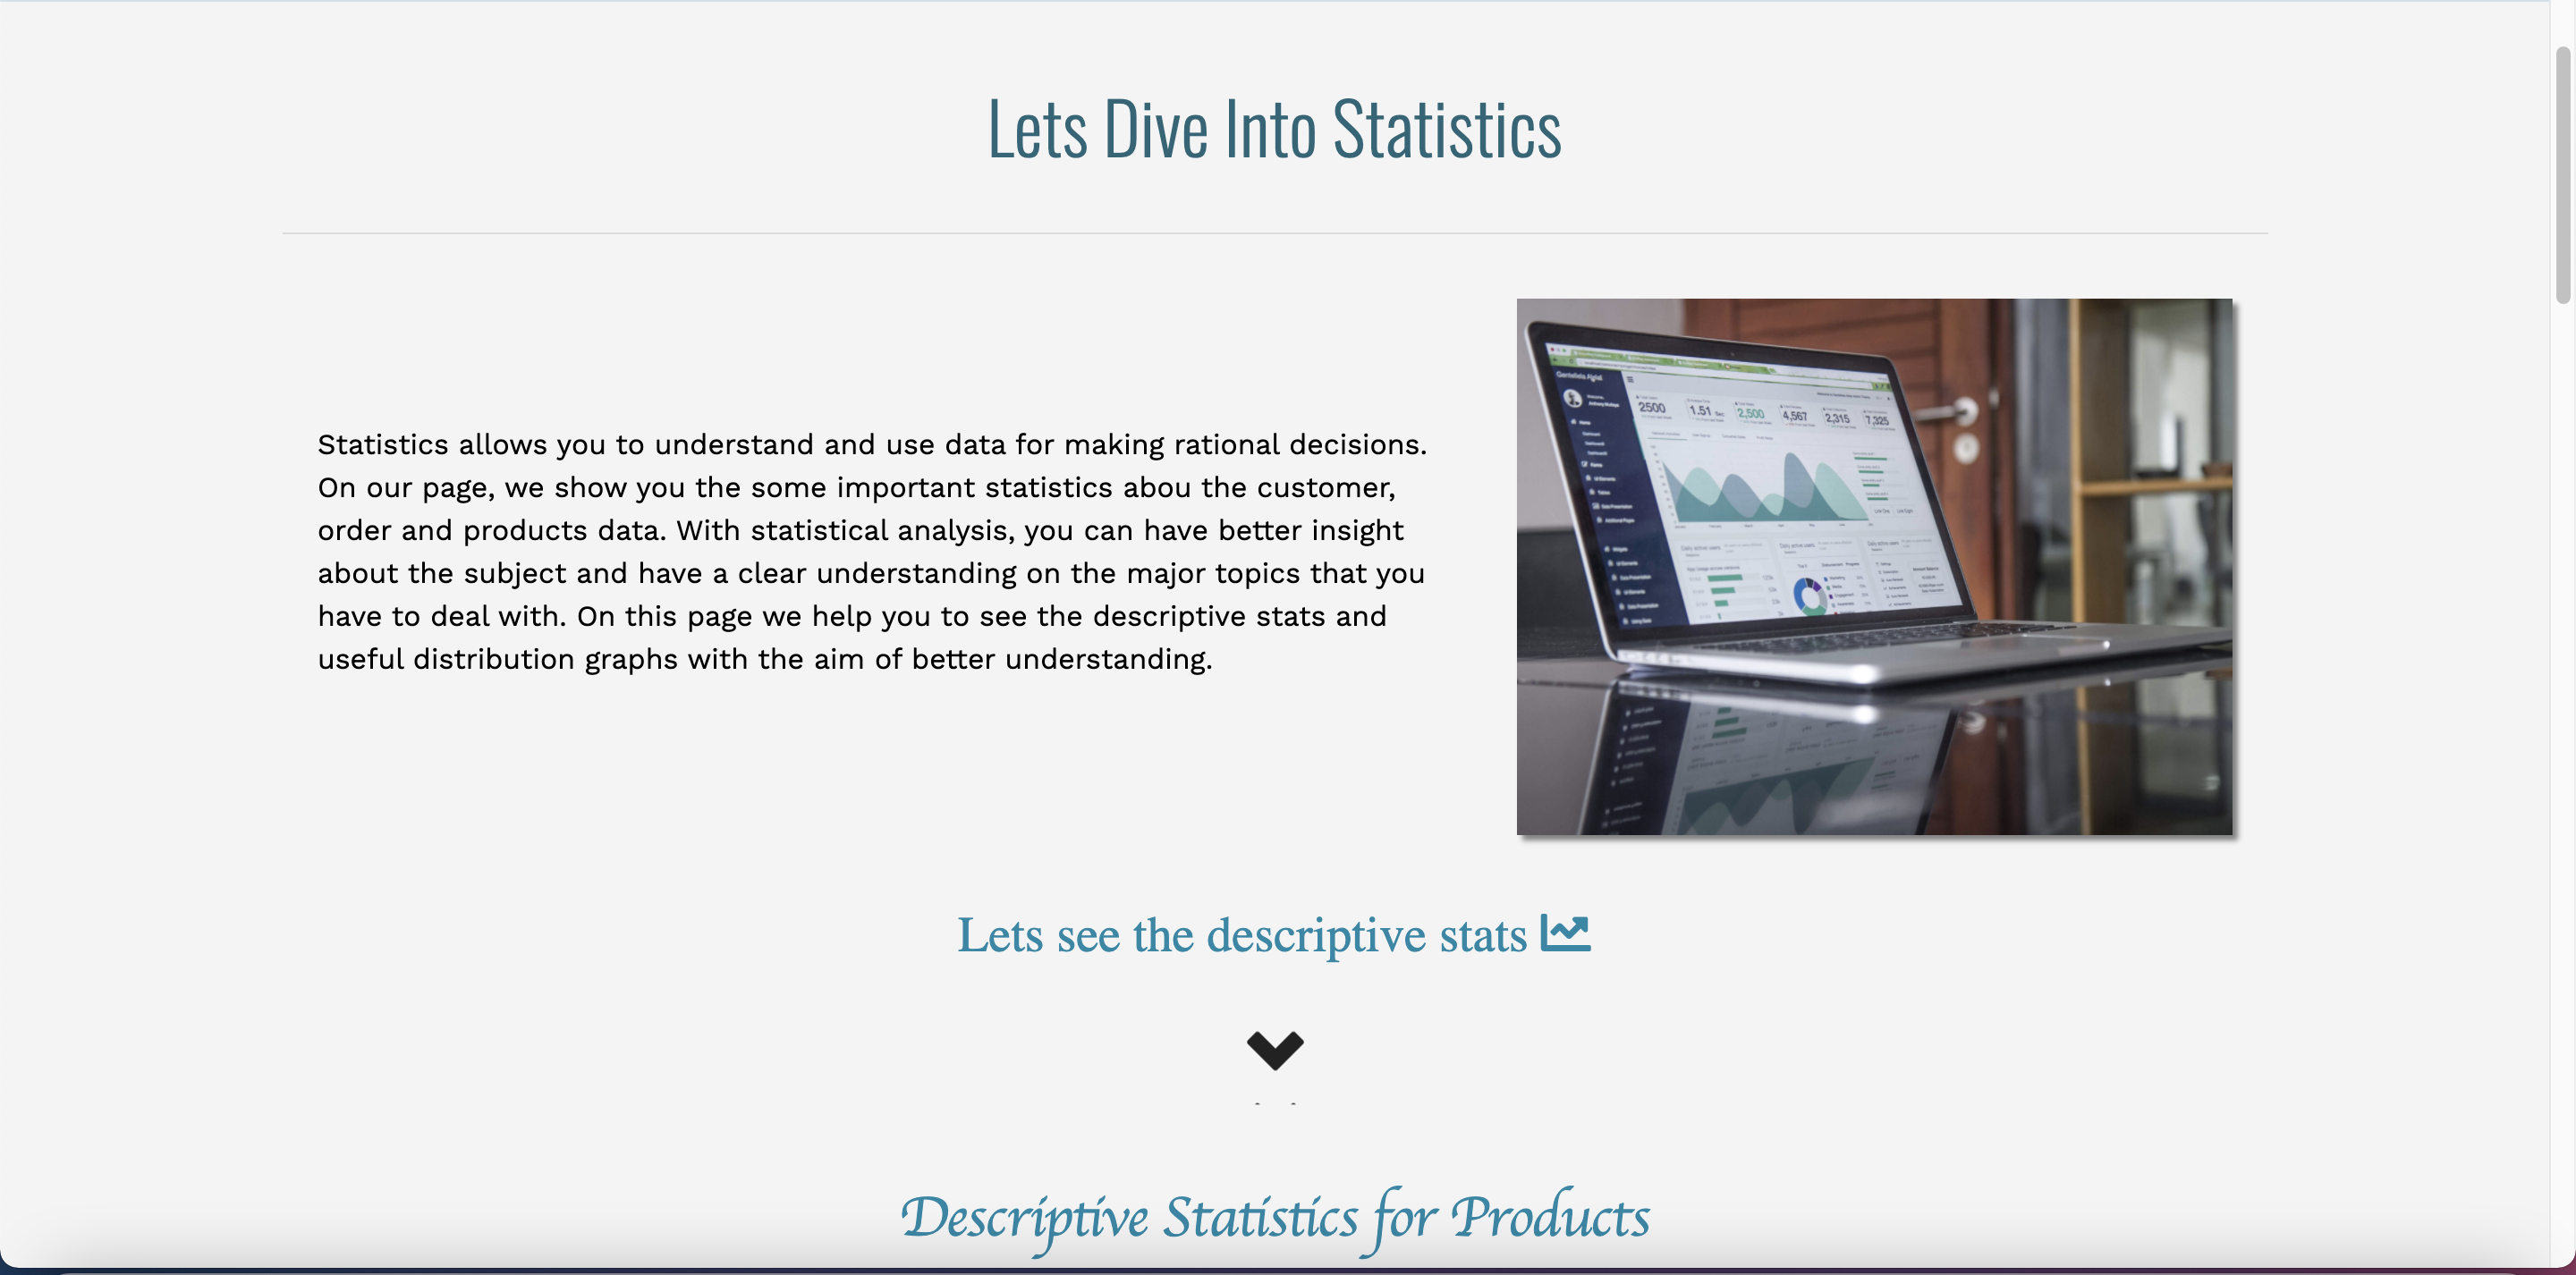 Lets Dive Into Statistics
Statistics allows you to understand and use data for making rational decisions.
On our page, we show you the some important statistics abou the customer,
order and products data. With statistical analysis, you can have better insight
about the subject and have a clear understanding on the major topics that you
have to deal with. On this page we help you to see the descriptive stats and
useful distribution graphs with the aim of better understanding.
2500
1.51
2,500
4,567
2,315
7,325
Lets see the descriptive stats
Descriptive Statistics for Products